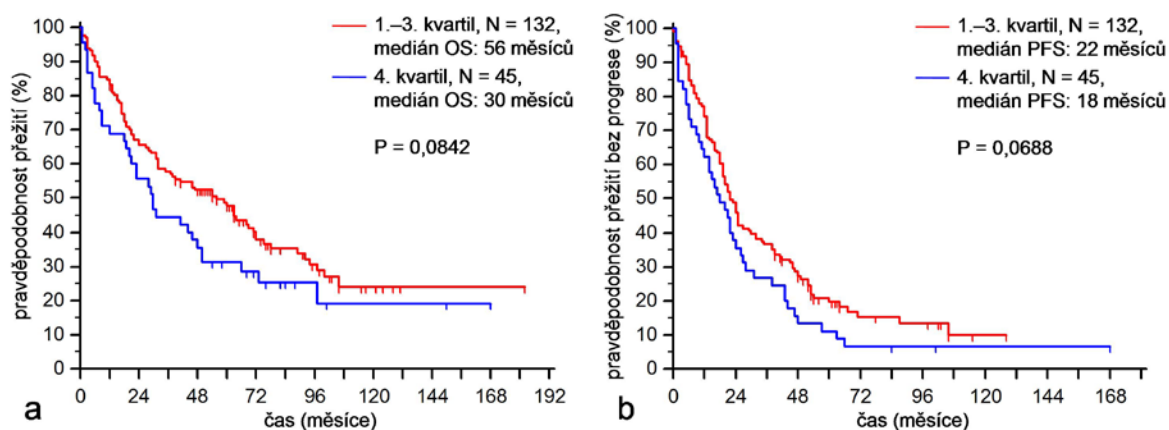 1.–3. kvartil, N = 132,
medián OS: 56 měsíců
4. kvartil, N = 45,
medián OS: 30 měsíců
P = 0,0842
pravděpodobnost přežití (%)
100
90
80
70
60
50
40
30
20
10
0
0 24 48 72 96 120 144 168 192
čas (měsíce)
a
1.–3. kvartil, N = 132,
medián PFS: 22 měsíců
4. kvartil, N = 45,
medián PFS: 18 měsíců
P = 0,0688
pravděpodobnost přežití bez progrese (%)
100
90
80
70
60
50
40
30
20
10
0
0 24 48 72 96 120 144 168
čas (měsíce)
b